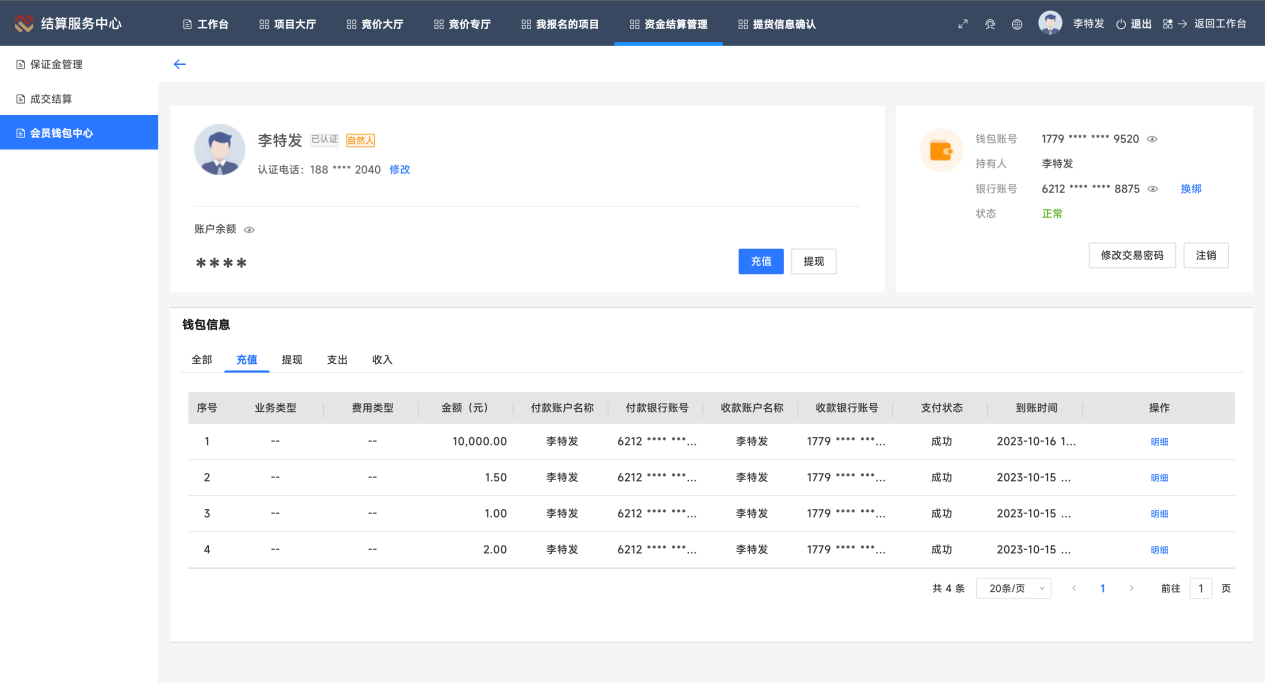 结算服务中心 工作台 项目大厅 竞价大厅 竞价专厅 我报名的项目 资金结算管理 提货信息确认 李特发 退出 返回工作台
保证金管理
成交结算
会员钱包中心
李特发 已认证 自然人
认证电话: 188 **** 2040 修改
账户余额
****
充值 提现
钱包账号 1779 **** **** 9520
持有人 李特发
银行账号 6212 **** **** 8875 换绑
状态 正常
修改交易密码 注销
钱包信息
全部 充值 提现 支出 收入
序号 业务类型 费用类型 金额（元） 付款账户名称 付款银行账号 收款账户名称 收款银行账号 支付状态 到账时间 操作
1 -- -- 10,000.00 李特发 6212 **** ***... 李特发 1779 **** ***... 成功 2023-10-16 1... 明细
2 -- -- 1.50 李特发 6212 **** ***... 李特发 1779 **** ***... 成功 2023-10-15 ... 明细
3 -- -- 1.00 李特发 6212 **** ***... 李特发 1779 **** ***... 成功 2023-10-15 ... 明细
4 -- -- 2.00 李特发 6212 **** ***... 李特发 1779 **** ***... 成功 2023-10-15 ... 明细
共 4 条 20条/页 1 前往 1 页